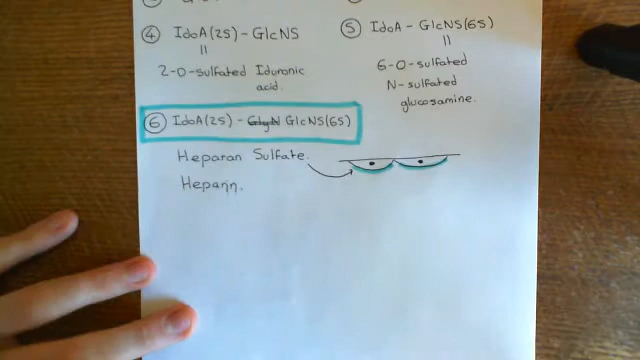 ④ IdoA(2S) - GlcNS
2-O-sulfated Iduronic
acid.
⑤ IdoA - GlcNS(6S)
6-O-sulfated
N-sulfated
glucosamine.
⑥ IdoA(2S) - GlyN GlcNS(6S)
Heparan Sulfate.
Heparin.